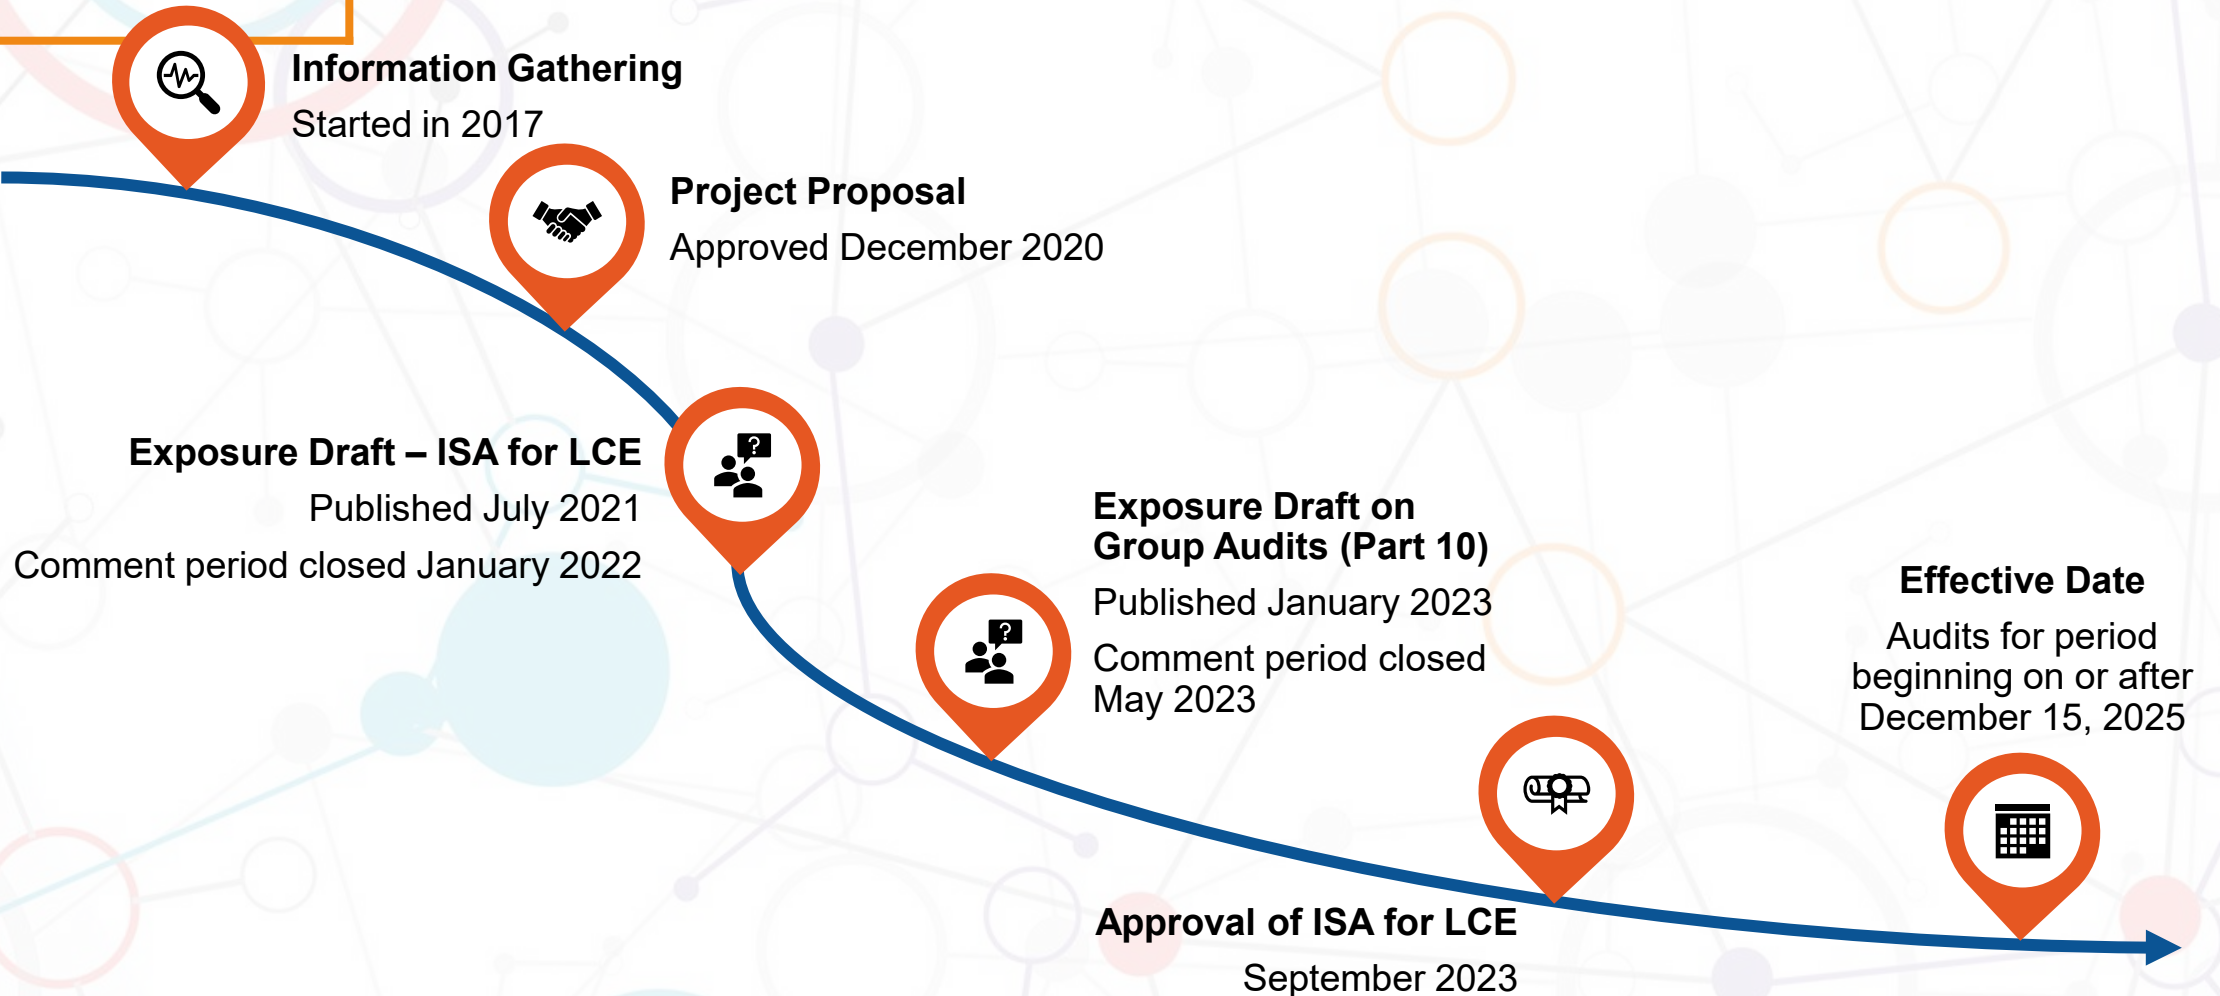 Information Gathering
Started in 2017
Project Proposal
Approved December 2020
Exposure Draft – ISA for LCE
Published July 2021
Comment period closed January 2022
Exposure Draft on
Group Audits (Part 10)
Published January 2023
Comment period closed
May 2023
Approval of ISA for LCE
September 2023
Effective Date
Audits for period
beginning on or after
December 15, 2025